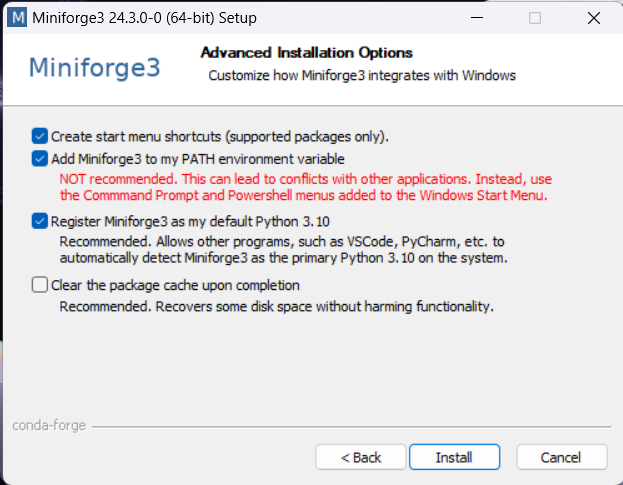 M Miniforge3 24.3.0-0 (64-bit) Setup
Miniforge3
Advanced Installation Options
Customize how Miniforge3 integrates with Windows
Create start menu shortcuts (supported packages only).
Add Miniforge3 to my PATH environment variable
NOT recommended. This can lead to conflicts with other applications. Instead, use
the Commmand Prompt and Powershell menus added to the Windows Start Menu.
Register Miniforge3 as my default Python 3.10
Recommended. Allows other programs, such as VSCode, PyCharm, etc. to
automatically detect Miniforge3 as the primary Python 3.10 on the system.
Clear the package cache upon completion
Recommended. Recovers some disk space without harming functionality.
conda-forge
< Back Install Cancel